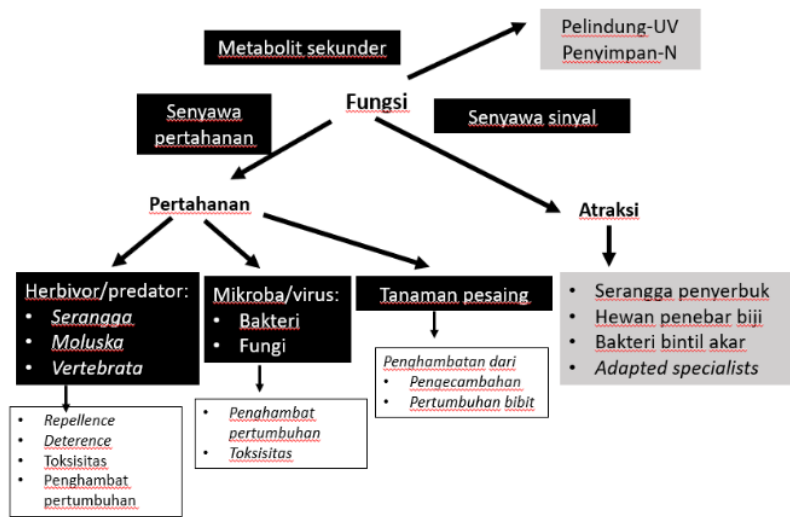 Pelindung-UV
Penyimpan-N
Metabolit sekunder
Fungsi
Senyawa
pertahanan
Senyawa sinyal
Pertahanan
Atraksi
Herbivor/predator:
• Serangga
• Moluska
• Vertebrata
Mikroba/virus:
• Bakteri
• Fungi
Tanaman pesaing
• Serangga penyerbuk
• Hewan penebar biji
• Bakteri bintil akar
• Adapted specialists
Penghambatan dari
• Pengecambahan
• Pertumbuhan bibit
• Repellence
• Deterence
• Toksisitas
• Penghambat
pertumbuhan
• Penghambat
pertumbuhan
• Toksisitas